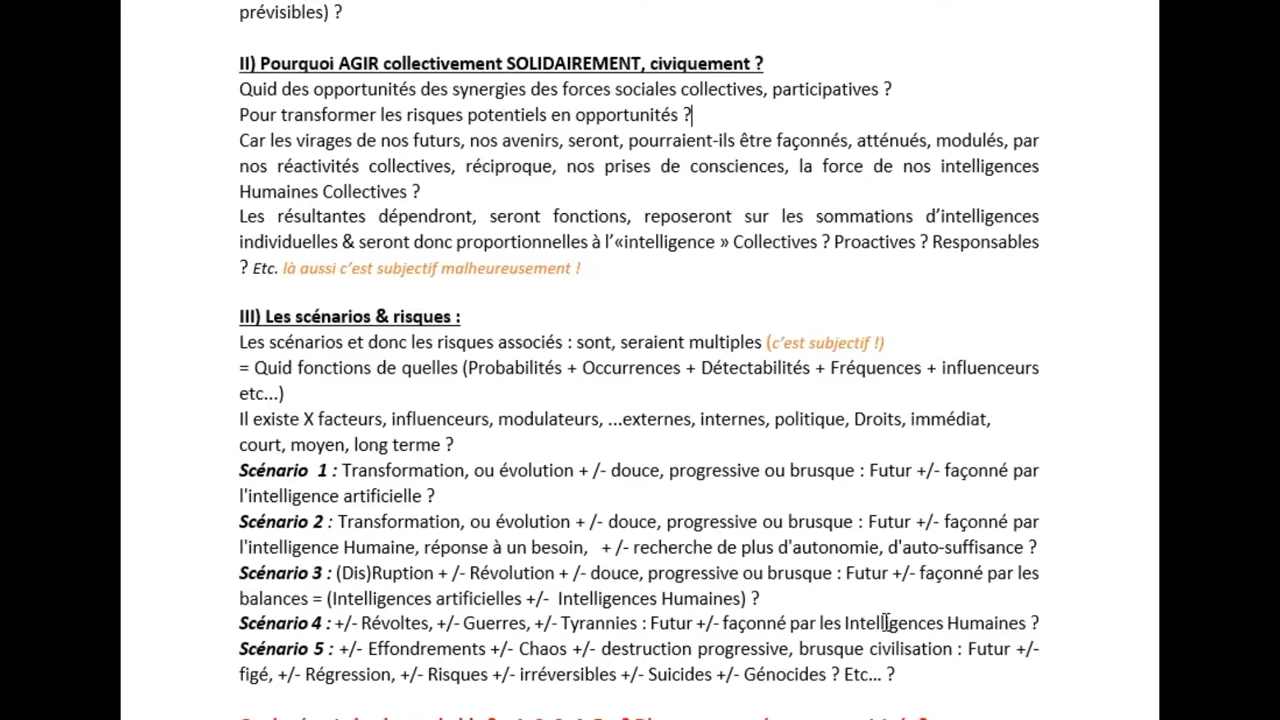 prévisibles) ?
II) Pourquoi AGIR collectivement SOLIDAIREMENT, civiquement ?
Quid des opportunités des synergies des forces sociales collectives, participatives ?
Pour transformer les risques potentiels en opportunités ?
Car les virages de nos futurs, nos avenirs, seront, pourraient-ils être façonnés, atténués, modulés, par
nos réactivités collectives, réciproque, nos prises de consciences, la force de nos intelligences
Humaines Collectives ?
Les résultantes dépendront, seront fonctions, reposeront sur les sommations d’intelligences
individuelles & seront donc proportionnelles à l’«intelligence » Collectives ? Proactives ? Responsables
? Etc. là aussi c’est subjectif malheureusement !
III) Les scénarios & risques :
Les scénarios et donc les risques associés : sont, seraient multiples (c’est subjectif !)
= Quid fonctions de quelles (Probabilités + Occurrences + Détectabilités + Fréquences + influenceurs
etc...)
Il existe X facteurs, influenceurs, modulateurs, ...externes, internes, politique, Droits, immédiat,
court, moyen, long terme ?
Scénario 1 : Transformation, ou évolution + /- douce, progressive ou brusque : Futur +/- façonné par
l'intelligence artificielle ?
Scénario 2 : Transformation, ou évolution + /- douce, progressive ou brusque : Futur +/- façonné par
l'intelligence Humaine, réponse à un besoin, + /- recherche de plus d'autonomie, d'auto-suffisance ?
Scénario 3 : (Dis)Ruption + /- Révolution + /- douce, progressive ou brusque : Futur +/- façonné par les
balances = (Intelligences artificielles +/- Intelligences Humaines) ?
Scénario 4 : +/- Révoltes, +/- Guerres, +/- Tyrannies : Futur +/- façonné par les Intelligences Humaines ?
Scénario 5 : +/- Effondrements +/- Chaos +/- destruction progressive, brusque civilisation : Futur +/-
figé, +/- Régression, +/- Risques +/- irréversibles +/- Suicides +/- Génocides ? Etc… ?